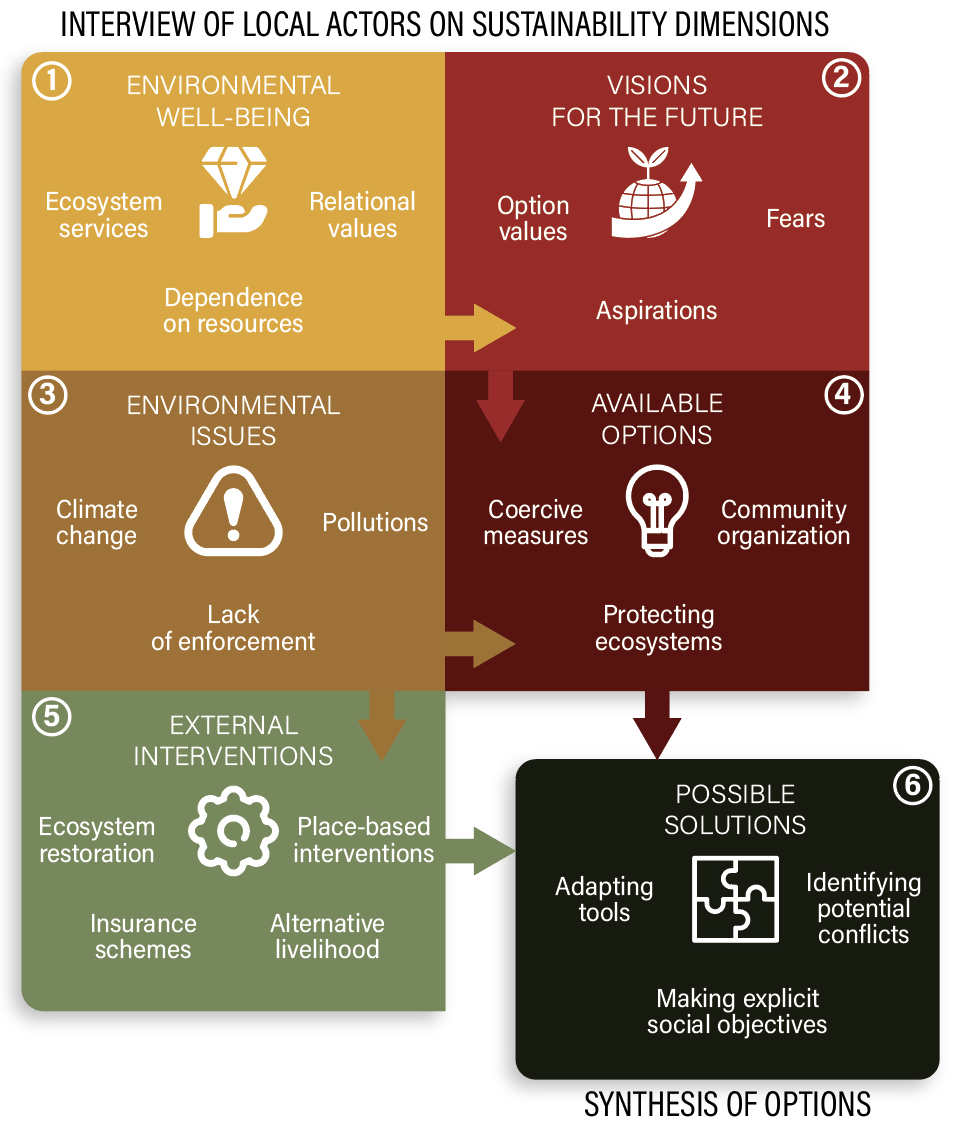 INTERVIEW OF LOCAL ACTORS ON SUSTAINABILITY DIMENSIONS
1
ENVIRONMENTAL
WELL-BEING
Ecosystem
services
Relational
values
Dependence
on resources
2
VISIONS
FOR THE FUTURE
Option
values
Fears
Aspirations
3
ENVIRONMENTAL
ISSUES
Climate
change
Pollutions
Lack
of enforcement
4
AVAILABLE
OPTIONS
Coercive
measures
Community
organization
Protecting
ecosystems
5
EXTERNAL
INTERVENTIONS
Ecosystem
restoration
Place-based
interventions
Insurance
schemes
Alternative
livelihood
6
POSSIBLE
SOLUTIONS
Adapting
tools
Identifying
potential
conflicts
Making explicit
social objectives
SYNTHESIS OF OPTIONS